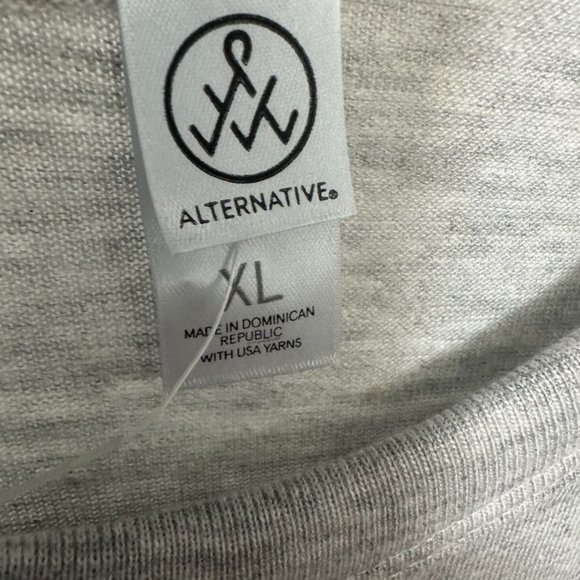 ALTERNATIVE®
XL
MADE IN DOMINICAN
REPUBLIC
WITH USA YARNS